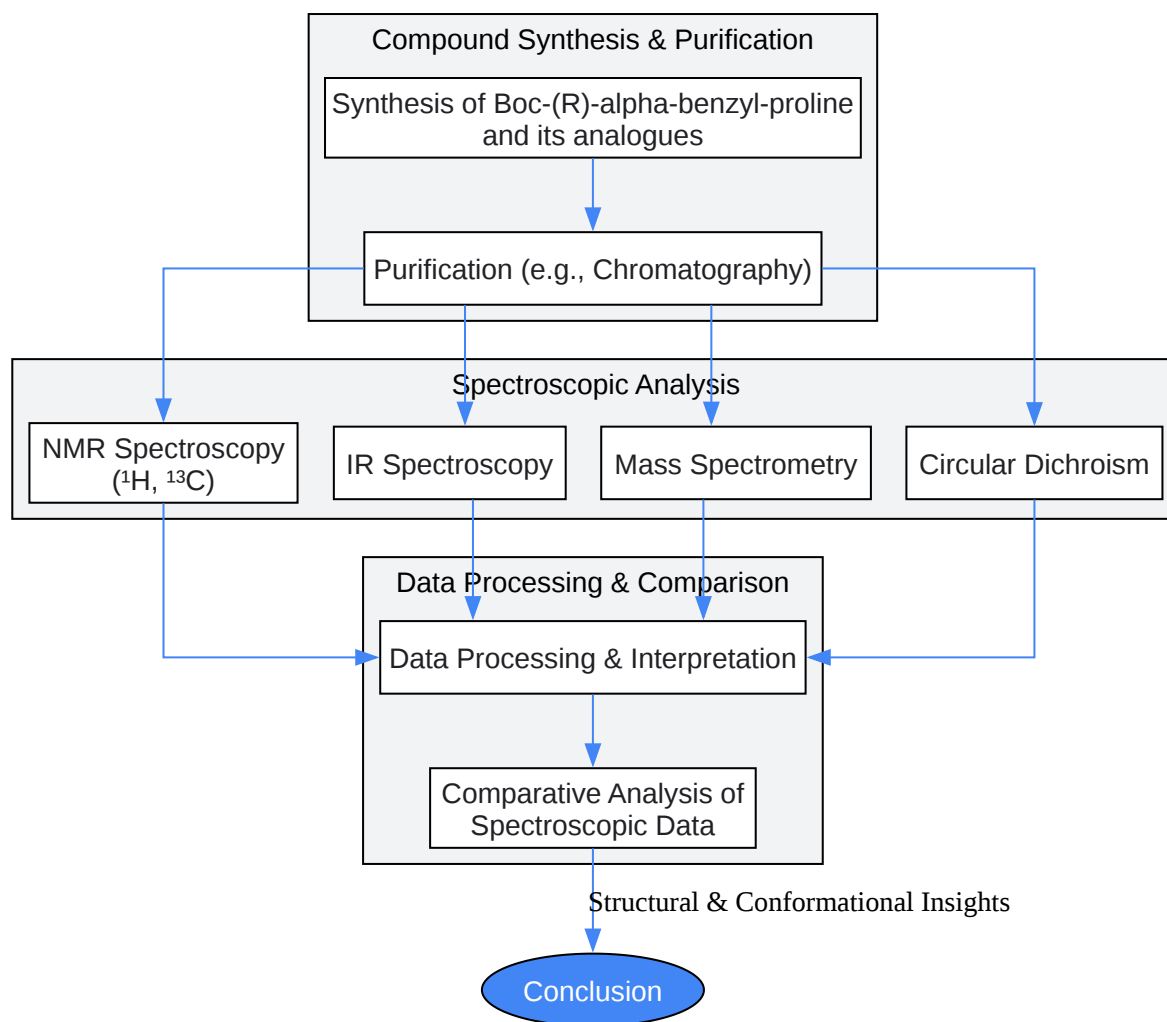 Compound Synthesis & Purification
Synthesis of Boc-(R)-alpha-benzyl-proline
and its analogues
Purification (e.g., Chromatography)
Spectroscopic Analysis
NMR Spectroscopy
(¹H, ¹³C)
IR Spectroscopy
Mass Spectrometry
Circular Dichroism
Data Processing & Comparison
Data Processing & Interpretation
Comparative Analysis of
Spectroscopic Data
Structural & Conformational Insights
Conclusion